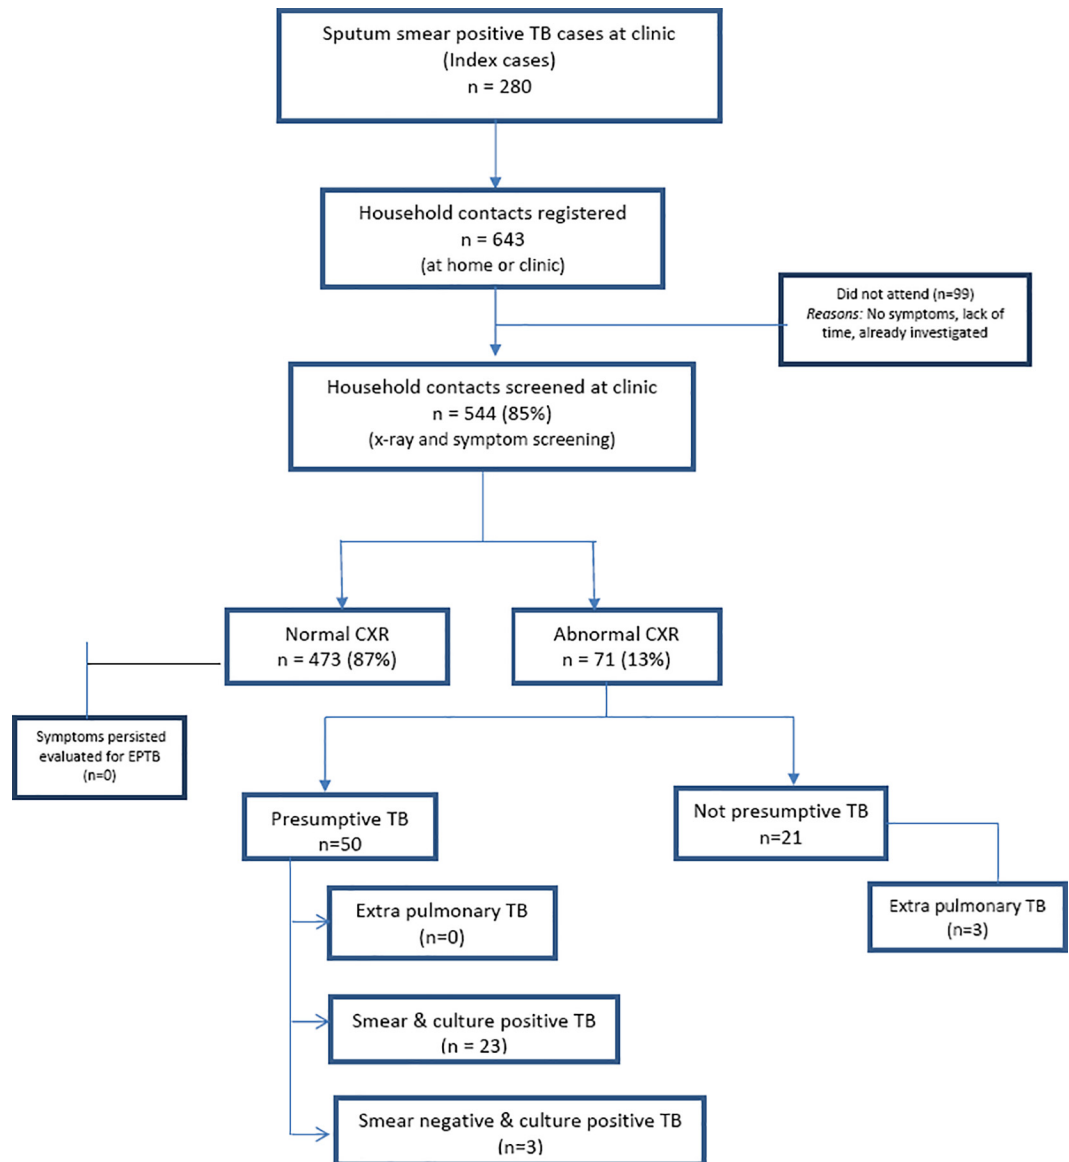 Sputum smear positive TB cases at clinic
(Index cases)
n = 280
Household contacts registered
n = 643
(at home or clinic)
Did not attend (n=99)
Reasons: No symptoms, lack of
time, already investigated
Household contacts screened at clinic
n = 544 (85%)
(x-ray and symptom screening)
Normal CXR
n = 473 (87%)
Abnormal CXR
n = 71 (13%)
Symptoms persisted
evaluated for EPTB
(n=0)
Presumptive TB
n=50
Not presumptive TB
n=21
Extra pulmonary TB
(n=0)
Extra pulmonary TB
(n=3)
Smear & culture positive TB
(n = 23)
Smear negative & culture positive TB
(n=3)